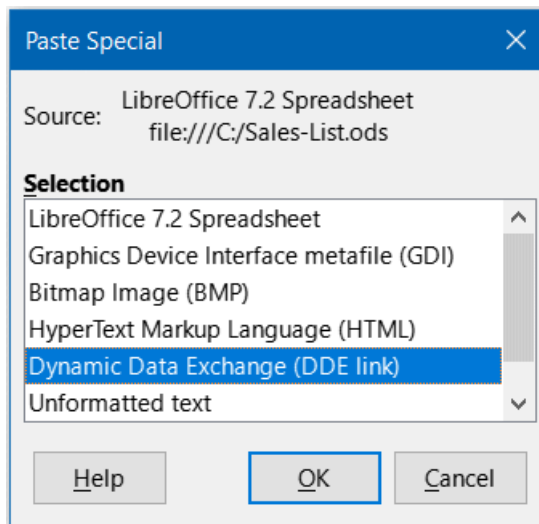 Paste Special
Source: LibreOffice 7.2 Spreadsheet
file:///C:/Sales-List.ods
Selection
LibreOffice 7.2 Spreadsheet
Graphics Device Interface metafile (GDI)
Bitmap Image (BMP)
HyperText Markup Language (HTML)
Dynamic Data Exchange (DDE link)
Unformatted text
Help OK Cancel